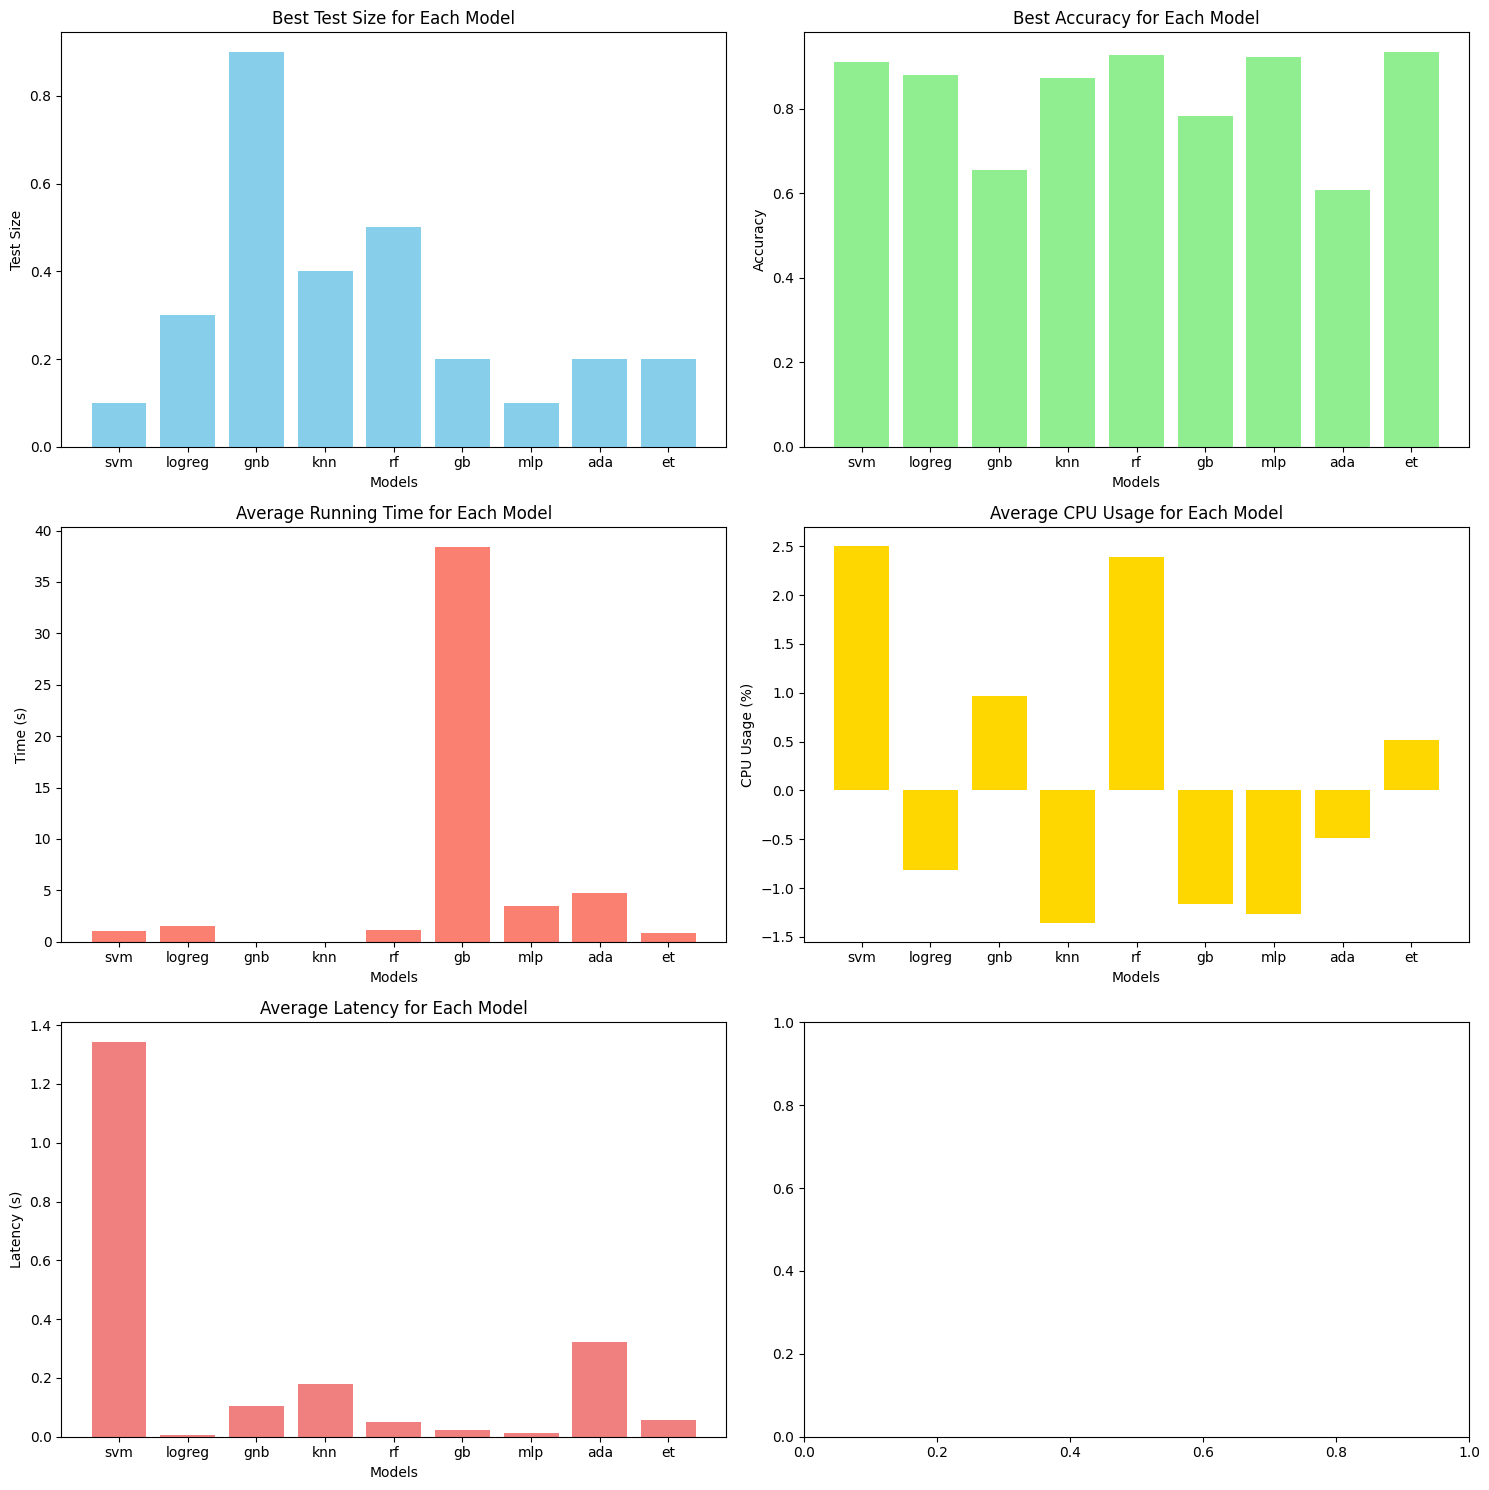 Best Test Size for Each Model
Test Size
0.8
0.6
0.4
0.2
0.0
svm logreg gnb knn rf gb mlp ada et
Models
Best Accuracy for Each Model
Accuracy
0.8
0.6
0.4
0.2
0.0
svm logreg gnb knn rf gb mlp ada et
Models
Average Running Time for Each Model
Time (s)
40
35
30
25
20
15
10
5
0
svm logreg gnb knn rf gb mlp ada et
Models
Average CPU Usage for Each Model
CPU Usage (%)
2.5
2.0
1.5
1.0
0.5
0.0
−0.5
−1.0
−1.5
svm logreg gnb knn rf gb mlp ada et
Models
Average Latency for Each Model
Latency (s)
1.4
1.2
1.0
0.8
0.6
0.4
0.2
0.0
svm logreg gnb knn rf gb mlp ada et
Models
1.0
0.8
0.6
0.4
0.2
0.0
0.0 0.2 0.4 0.6 0.8 1.0